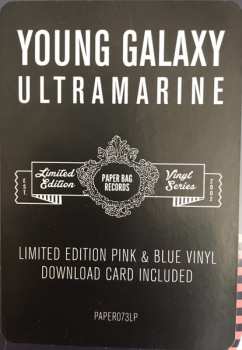 YOUNG GALAXY
ULTRAMARINE
Limited Edition
PAPER BAG RECORDS
Vinyl Series
EST.
2002
LIMITED EDITION PINK & BLUE VINYL
DOWNLOAD CARD INCLUDED
PAPER073LP